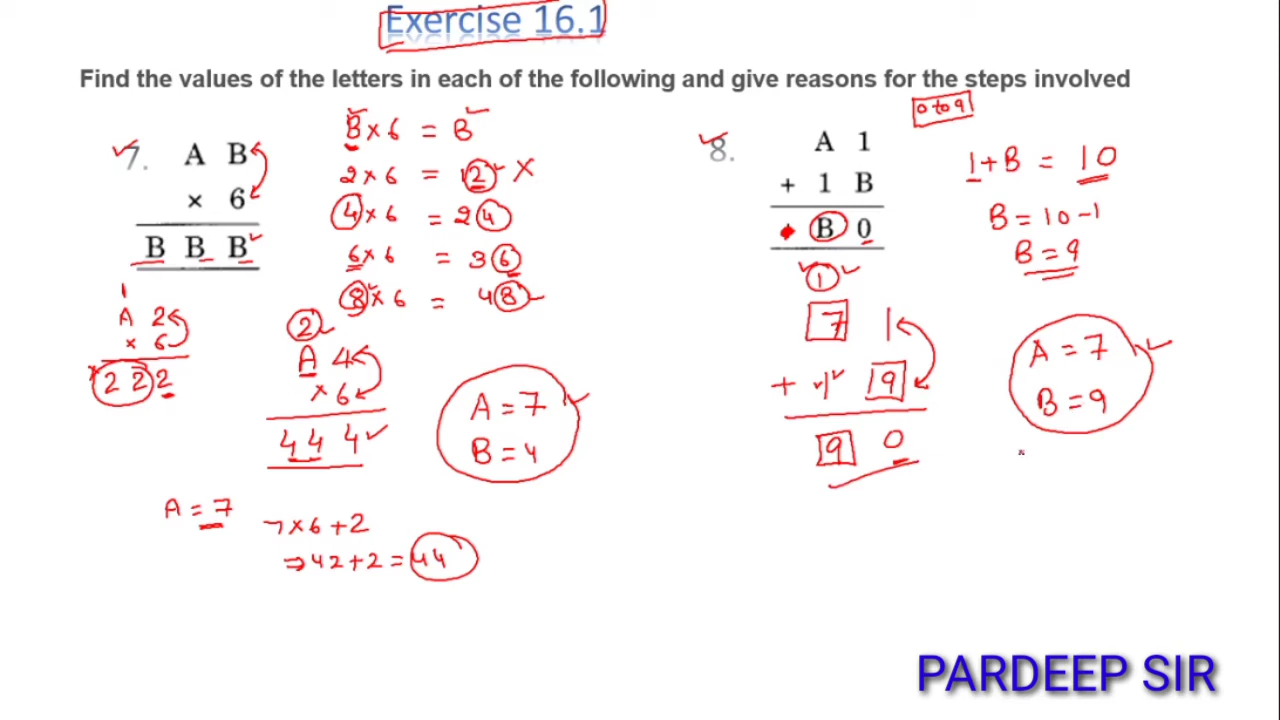 Exercise 16.1
Find the values of the letters in each of the following and give reasons for the steps involved
0 to 9
7. A B
× 6
B B B
1
A 2
× 6
2 2 2
B × 6 = B
2 × 6 = 12 ×
4 × 6 = 24
6 × 6 = 36
8 × 6 = 48
2
A 4
× 6
4 4 4
A = 7
B = 4
A = 7
7 × 6 + 2
⇒ 42 + 2 = 44
8. A 1
+ 1 B
B 0
1
7 1
+ 1 9
9 0
1 + B = 10
B = 10 - 1
B = 9
A = 7
B = 9
PARDEEP SIR